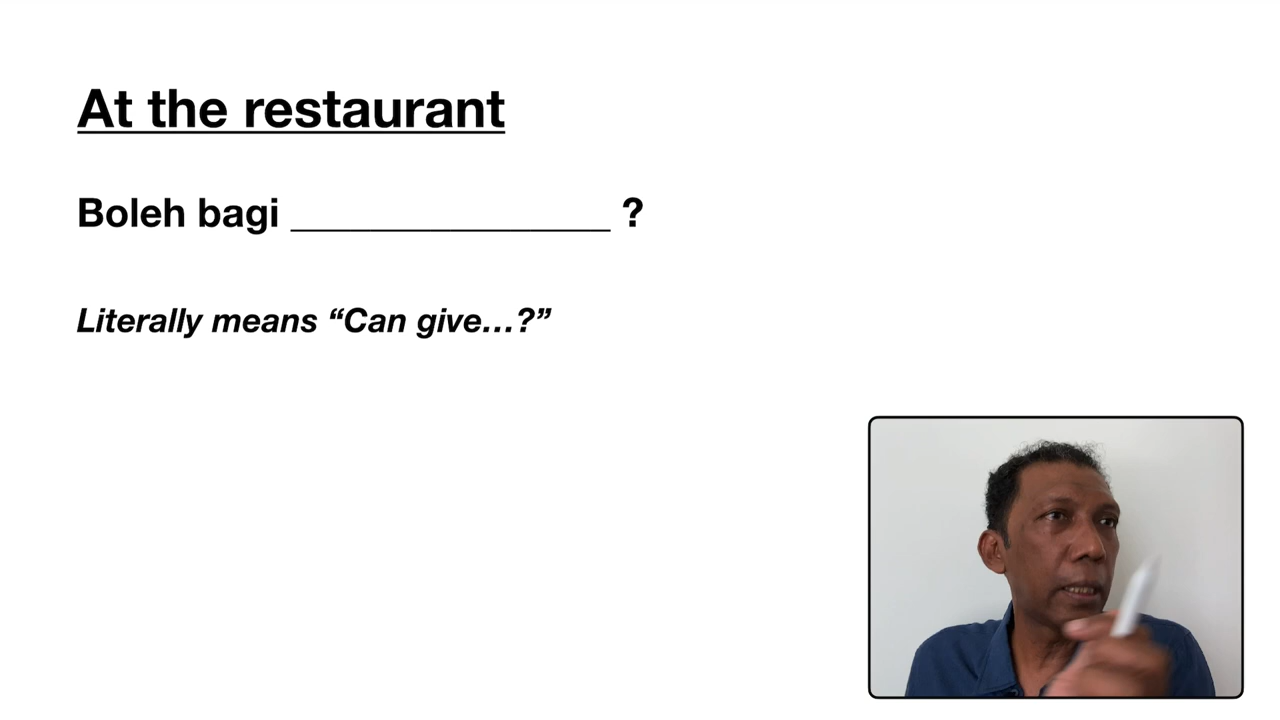 At the restaurant
Boleh bagi ________________ ?
Literally means “Can give…?”